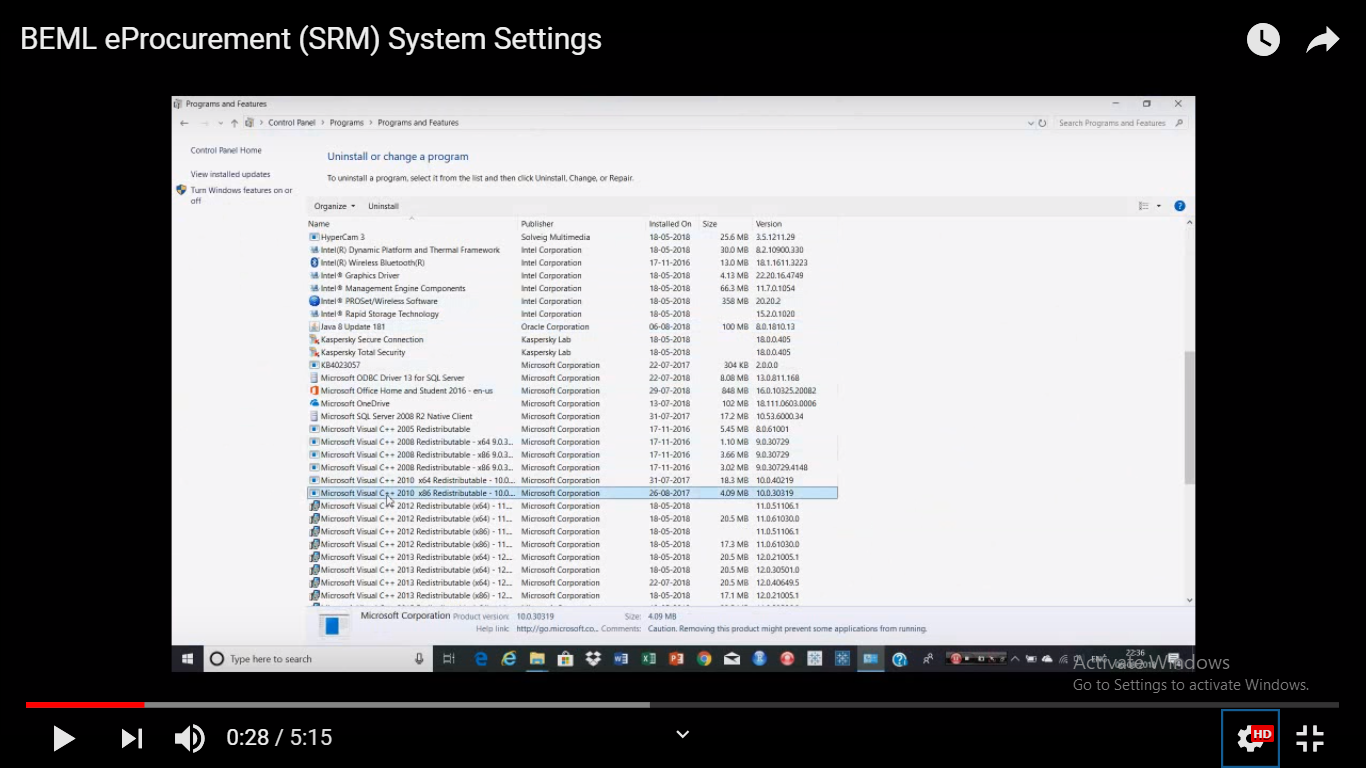 BEML eProcurement (SRM) System Settings
Programs and Features
Control Panel > Programs > Programs and Features
Search Programs and Features
Control Panel Home
View installed updates
Turn Windows features on or
off
Uninstall or change a program
To uninstall a program, select it from the list and then click Uninstall, Change, or Repair.
Organize Uninstall
Name Publisher Installed On Size Version
HyperCam 3 Solveig Multimedia 18-05-2018 25.6 MB 3.5.1211.29
Intel(R) Dynamic Platform and Thermal Framework Intel Corporation 18-05-2018 30.0 MB 8.2.10900.330
Intel(R) Wireless Bluetooth(R) Intel Corporation 17-11-2016 13.0 MB 18.1.1611.3223
Intel® Graphics Driver Intel Corporation 18-05-2018 4.13 MB 22.20.16.4749
Intel® Management Engine Components Intel Corporation 18-05-2018 66.3 MB 11.7.0.1054
Intel® PROSet/Wireless Software Intel Corporation 18-05-2018 358 MB 20.20.2
Intel® Rapid Storage Technology Intel Corporation 18-05-2018 15.2.0.1020
Java 8 Update 181 Oracle Corporation 06-08-2018 100 MB 8.0.1810.13
Kaspersky Secure Connection Kaspersky Lab 18-05-2018 18.0.0.405
Kaspersky Total Security Kaspersky Lab 18-05-2018 18.0.0.405
KB4023057 Microsoft Corporation 22-07-2017 304 KB 2.0.0.0
Microsoft ODBC Driver 13 for SQL Server Microsoft Corporation 22-07-2018 8.08 MB 13.0.811.168
Microsoft Office Home and Student 2016 - en-us Microsoft Corporation 29-07-2018 848 MB 16.0.10325.20082
Microsoft OneDrive Microsoft Corporation 13-07-2018 102 MB 18.111.0603.0006
Microsoft SQL Server 2008 R2 Native Client Microsoft Corporation 31-07-2017 17.2 MB 10.53.6000.34
Microsoft Visual C++ 2005 Redistributable Microsoft Corporation 17-11-2016 5.45 MB 8.0.61001
Microsoft Visual C++ 2008 Redistributable - x64 9.0.3... Microsoft Corporation 17-11-2016 1.10 MB 9.0.30729
Microsoft Visual C++ 2008 Redistributable - x86 9.0.3... Microsoft Corporation 17-11-2016 3.66 MB 9.0.30729
Microsoft Visual C++ 2008 Redistributable - x86 9.0.3... Microsoft Corporation 17-11-2016 3.02 MB 9.0.30729.4148
Microsoft Visual C++ 2010 x64 Redistributable - 10.0.... Microsoft Corporation 31-07-2017 18.3 MB 10.0.40219
Microsoft Visual C++ 2010 x86 Redistributable - 10.0.... Microsoft Corporation 26-08-2017 4.09 MB 10.0.30319
Microsoft Visual C++ 2012 Redistributable (x64) - 11.... Microsoft Corporation 18-05-2018 11.0.51106.1
Microsoft Visual C++ 2012 Redistributable (x64) - 11.... Microsoft Corporation 18-05-2018 20.5 MB 11.0.61030.0
Microsoft Visual C++ 2012 Redistributable (x86) - 11.... Microsoft Corporation 18-05-2018 11.0.51106.1
Microsoft Visual C++ 2012 Redistributable (x86) - 11.... Microsoft Corporation 18-05-2018 17.3 MB 11.0.61030.0
Microsoft Visual C++ 2013 Redistributable (x64) - 12.... Microsoft Corporation 18-05-2018 20.5 MB 12.0.21005.1
Microsoft Visual C++ 2013 Redistributable (x64) - 12.... Microsoft Corporation 18-05-2018 20.5 MB 12.0.30501.0
Microsoft Visual C++ 2013 Redistributable (x64) - 12.... Microsoft Corporation 22-07-2018 20.5 MB 12.0.40649.5
Microsoft Visual C++ 2013 Redistributable (x86) - 12.... Microsoft Corporation 18-05-2018 17.1 MB 12.0.21005.1
Microsoft Corporation Product version: 10.0.30319 Size: 4.09 MB
Help link: http://go.microsoft.co... Comments: Caution. Removing this product might prevent some applications from running.
Type here to search
22:36
Activate Windows
Go to Settings to activate Windows.
0:28 / 5:15
HD